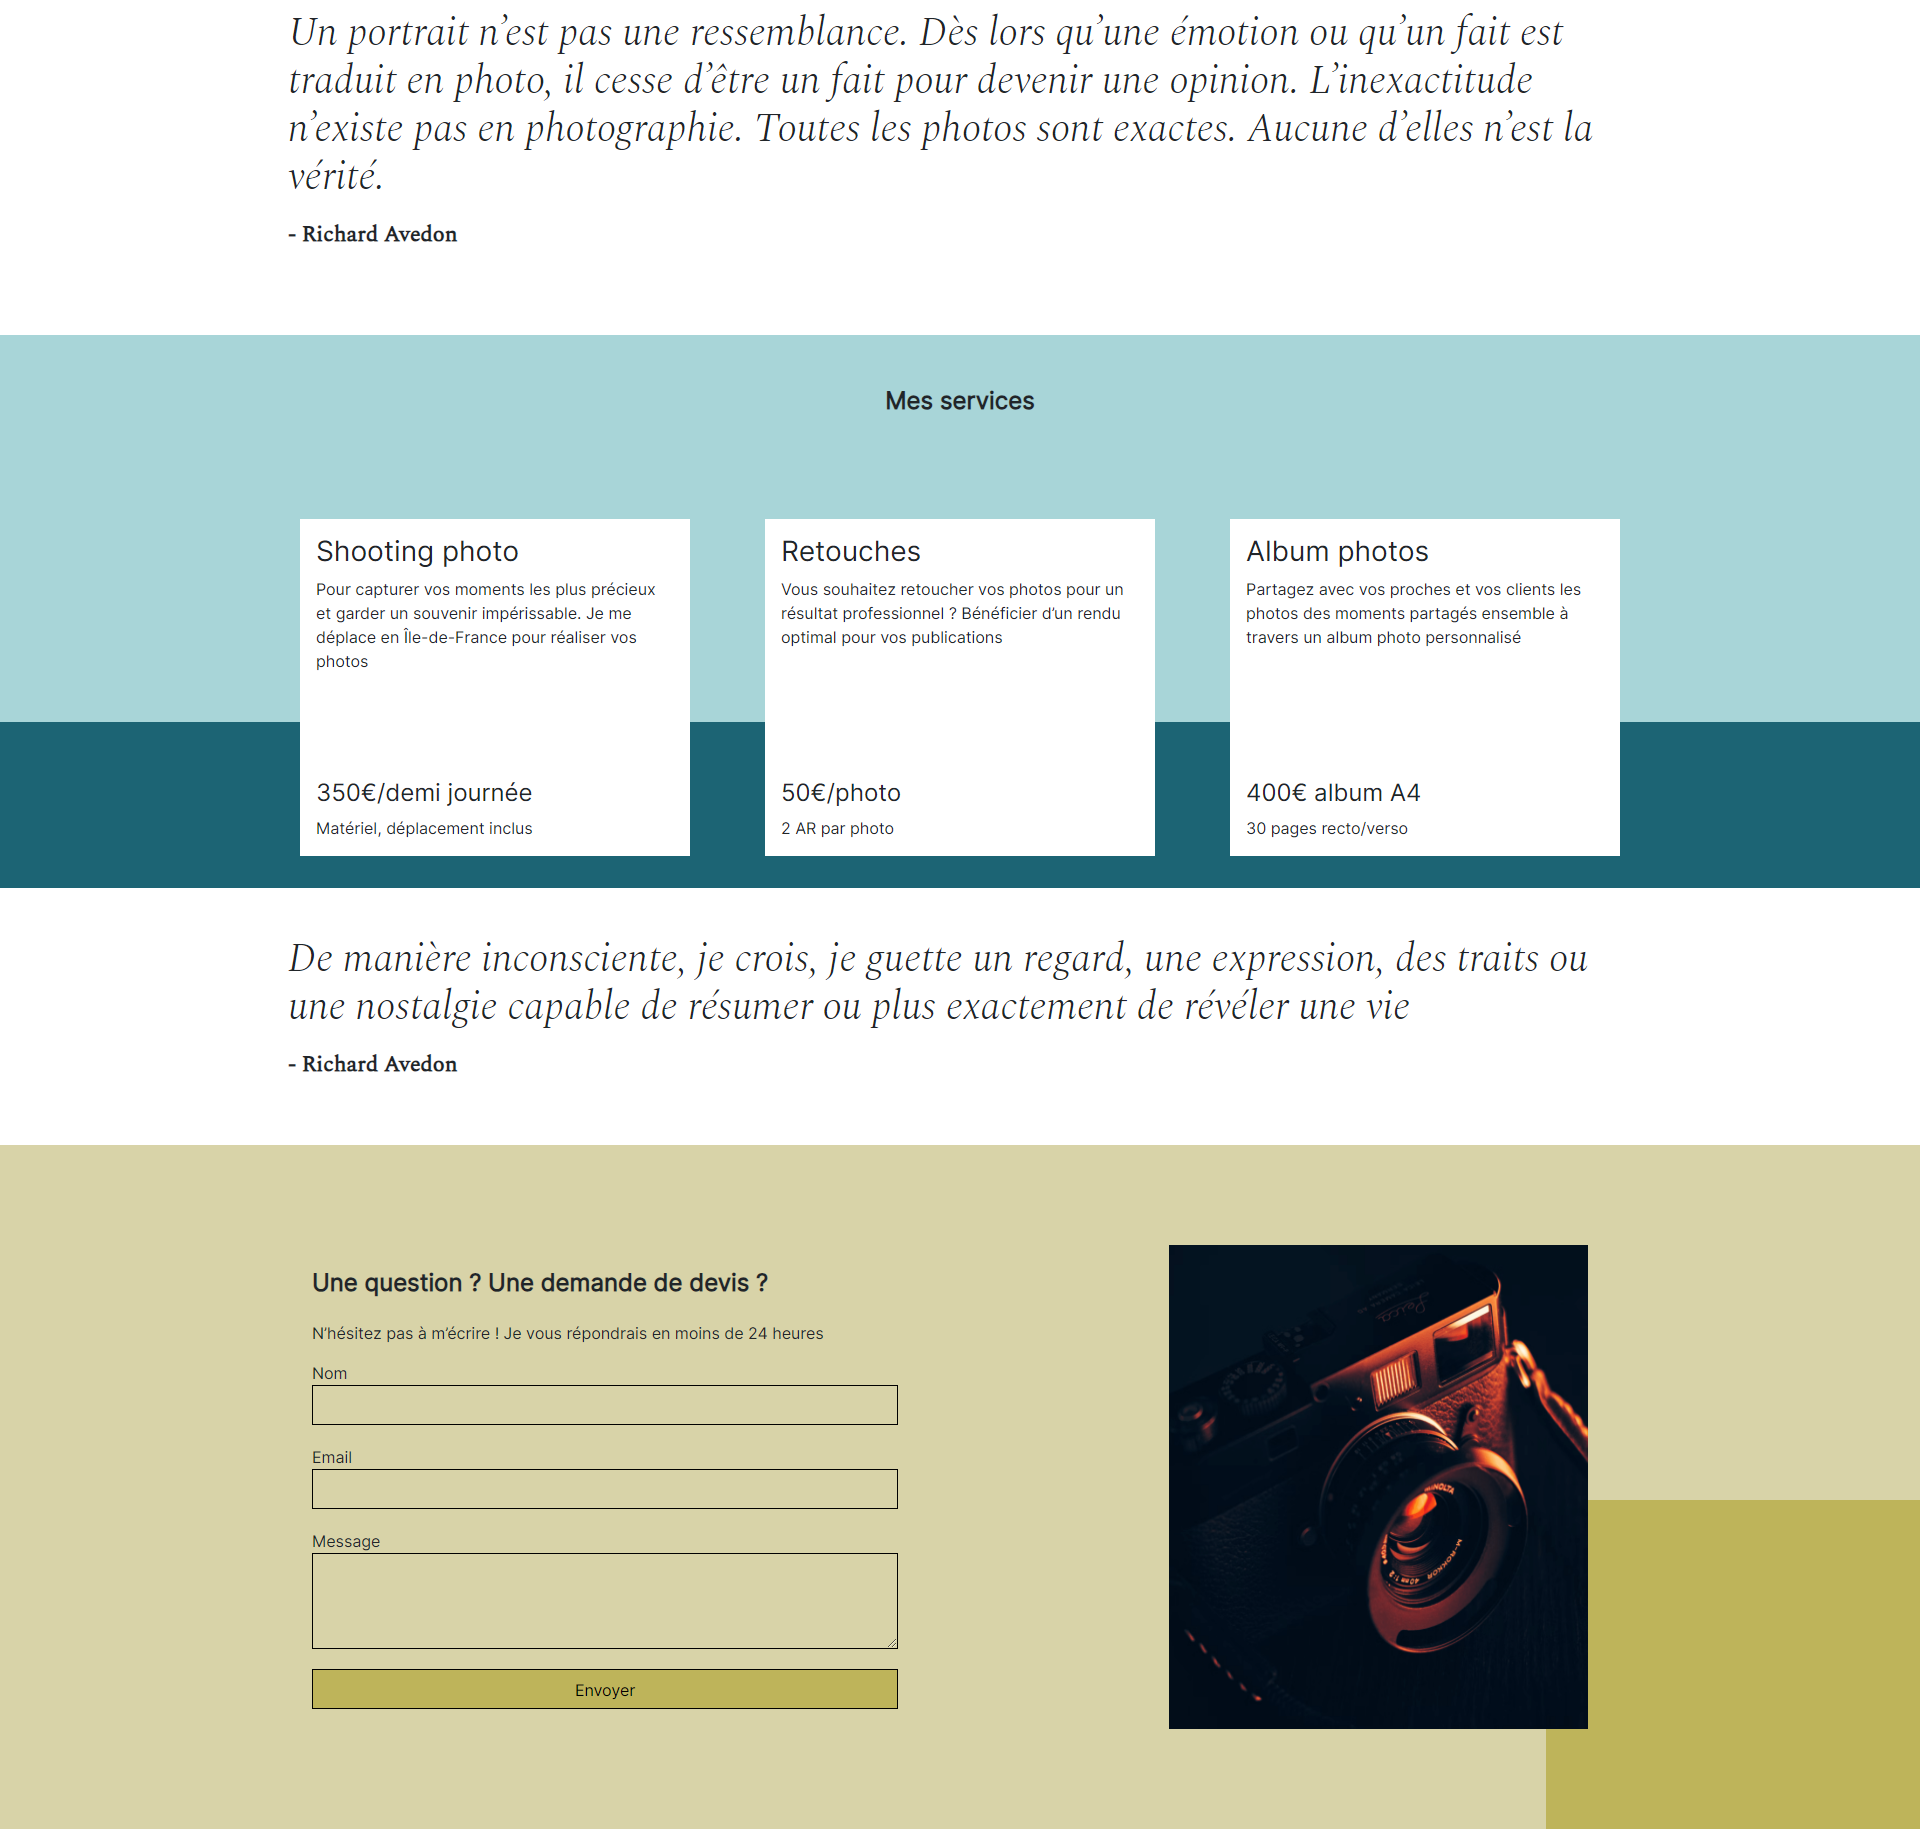 Un portrait n’est pas une ressemblance. Dès lors qu’une émotion ou qu’un fait est
traduit en photo, il cesse d’être un fait pour devenir une opinion. L’inexactitude
n’existe pas en photographie. Toutes les photos sont exactes. Aucune d’elles n’est la
vérité.
- Richard Avedon
Mes services
Shooting photo
Pour capturer vos moments les plus précieux
et garder un souvenir impérissable. Je me
déplace en Île-de-France pour réaliser vos
photos
350€/demi journée
Matériel, déplacement inclus
Retouches
Vous souhaitez retoucher vos photos pour un
résultat professionnel ? Bénéficier d’un rendu
optimal pour vos publications
50€/photo
2 AR par photo
Album photos
Partagez avec vos proches et vos clients les
photos des moments partagés ensemble à
travers un album photo personnalisé
400€ album A4
30 pages recto/verso
De manière inconsciente, je crois, je guette un regard, une expression, des traits ou
une nostalgie capable de résumer ou plus exactement de révéler une vie
- Richard Avedon
Une question ? Une demande de devis ?
N’hésitez pas à m’écrire ! Je vous répondrais en moins de 24 heures
Nom
Email
Message
Envoyer
Leica
MINOLTA
M-ROKKOR
40mm 1:2